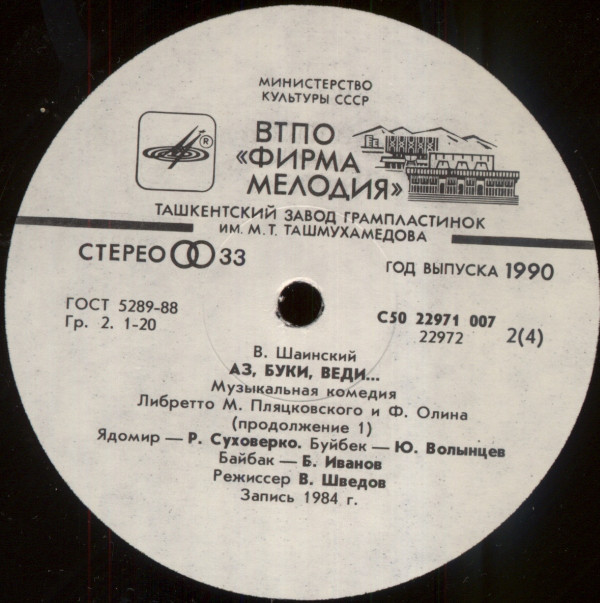 МИНИСТЕРСТВО
КУЛЬТУРЫ СССР
ВТПО
«ФИРМА
МЕЛОДИЯ»
®
ТАШКЕНТСКИЙ ЗАВОД ГРАМПЛАСТИНОК
ИМ. М. Т. ТАШМУХАМЕДОВА
СТЕРЕО 33
ГОД ВЫПУСКА 1990
ГОСТ 5289-88
Гр. 2. 1-20
С50 22971 007
22972
2(4)
В. Шаинский
АЗ, БУКИ, ВЕДИ...
Музыкальная комедия
Либретто М. Пляцковского и Ф. Олина
(продолжение 1)
Ядомир — Р. Суховерко. Буйбек — Ю. Волынцев
Байбак — Б. Иванов
Режиссер В. Шведов
Запись 1984 г.